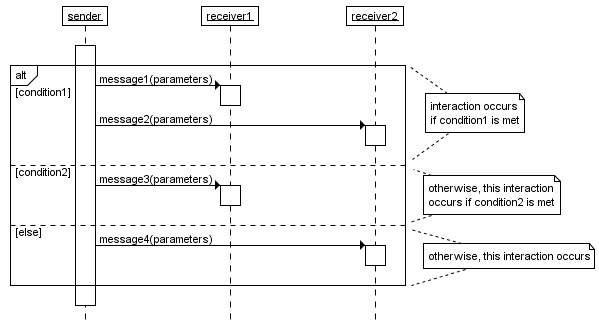 sender
receiver1
receiver2
alt
[condition1]
message1(parameters)
message2(parameters)
interaction occurs
if condition1 is met
[condition2]
message3(parameters)
otherwise, this interaction
occurs if condition2 is met
[else]
message4(parameters)
otherwise, this interaction occurs